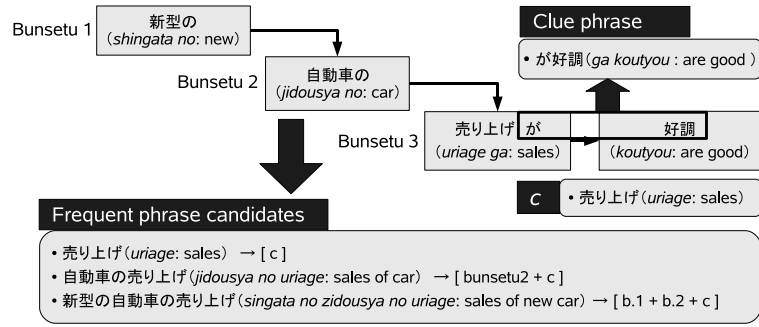 Bunsetu 1
新型の
(shingata no: new)
Bunsetu 2
自動車の
(jidousya no: car)
Bunsetu 3
売り上げ が
(uriage ga: sales)
好調
(koutyou: are good)
Clue phrase
• が好調(ga koutyou : are good )
c
• 売り上げ(uriage: sales)
Frequent phrase candidates
• 売り上げ(uriage: sales) → [ c ]
• 自動車の売り上げ(jidousya no uriage: sales of car) → [ bunsetu2 + c ]
• 新型の自動車の売り上げ(singata no zidousya no uriage: sales of new car) → [ b.1 + b.2 + c ]